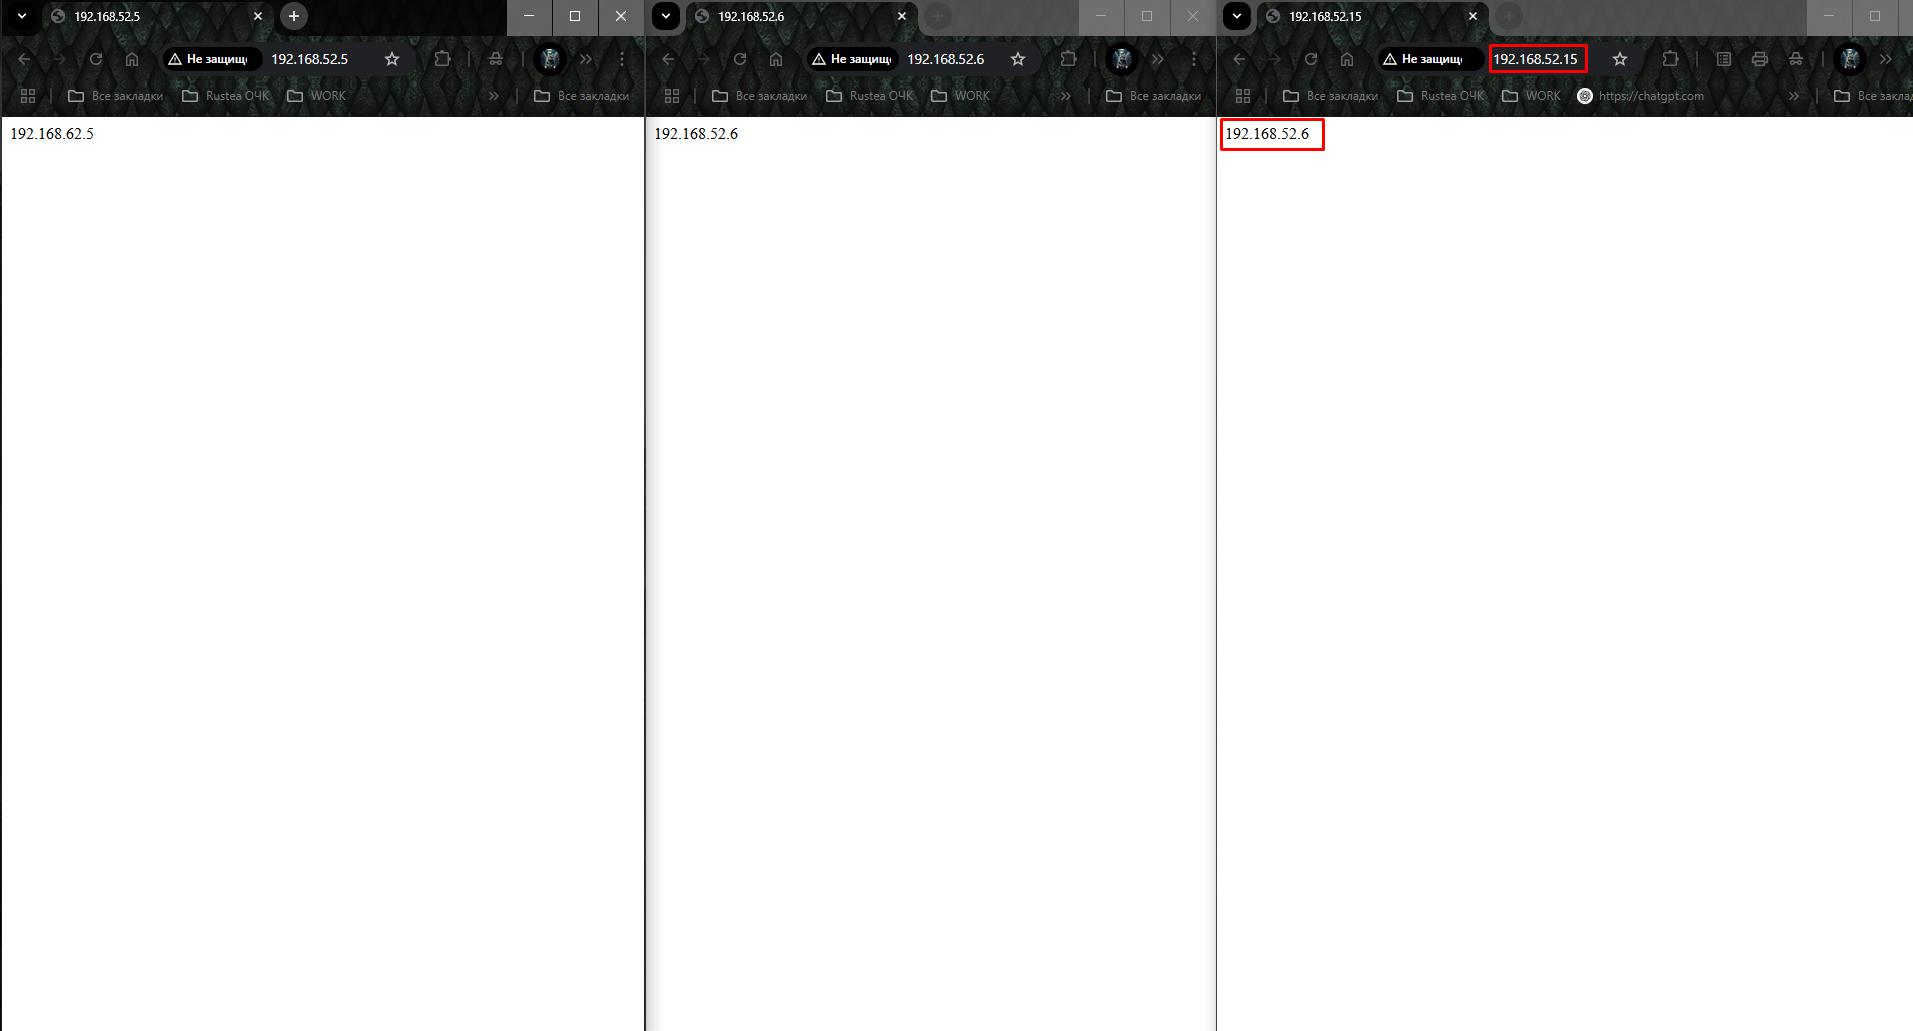 192.168.52.5
Не защищ 192.168.52.5
Все закладки Rustea ОЧК WORK Все закладки
192.168.62.5
192.168.52.6
Не защищ 192.168.52.6
Все закладки Rustea ОЧК WORK Все закладки
192.168.52.6
192.168.52.15
Не защищ 192.168.52.15
Все закладки Rustea ОЧК WORK https://chatgpt.com Все заклад
192.168.52.6